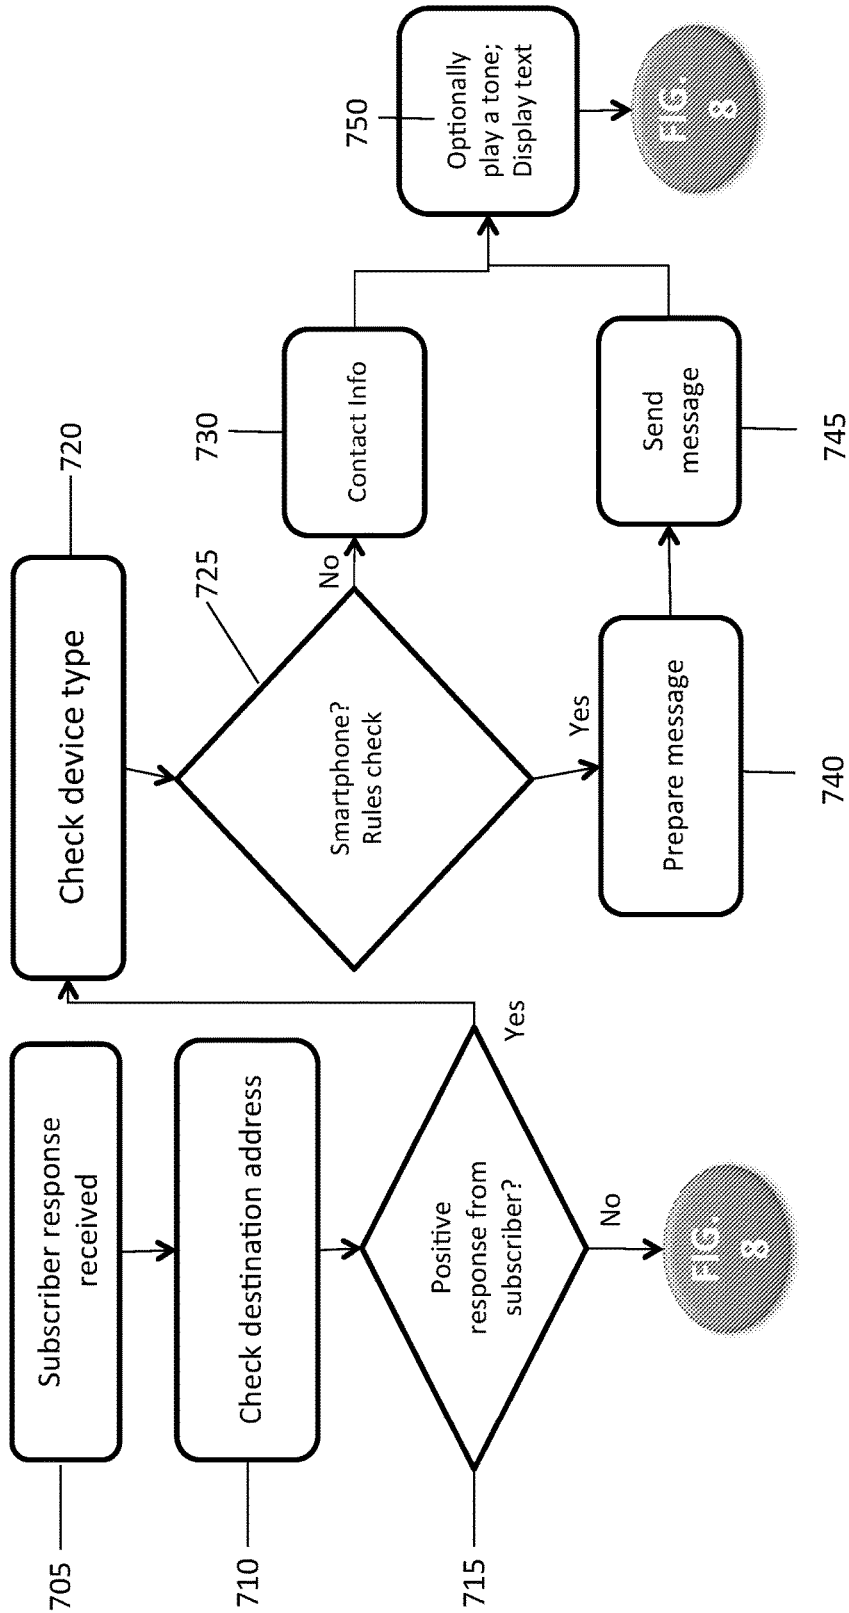 705
Subscriber response
received
710
Check destination address
715
Positive
response from
subscriber?
No
FIG.
8
Yes
720
Check device type
725
Smartphone?
Rules check
No
730
Contact Info
Yes
Prepare message
740
Send
message
745
750
Optionally
play a tone;
Display text
FIG.
8